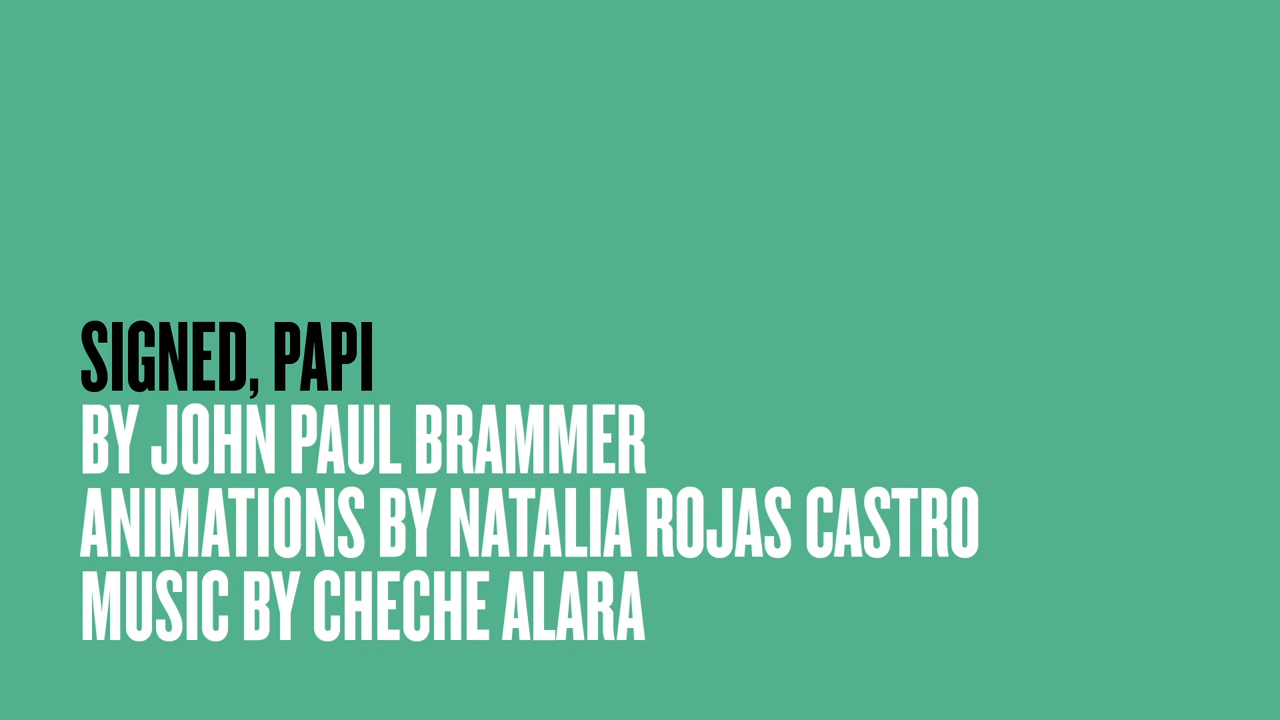 SIGNED, PAPI
BY JOHN PAUL BRAMMER
ANIMATIONS BY NATALIA ROJAS CASTRO
MUSIC BY CHECHE ALARA